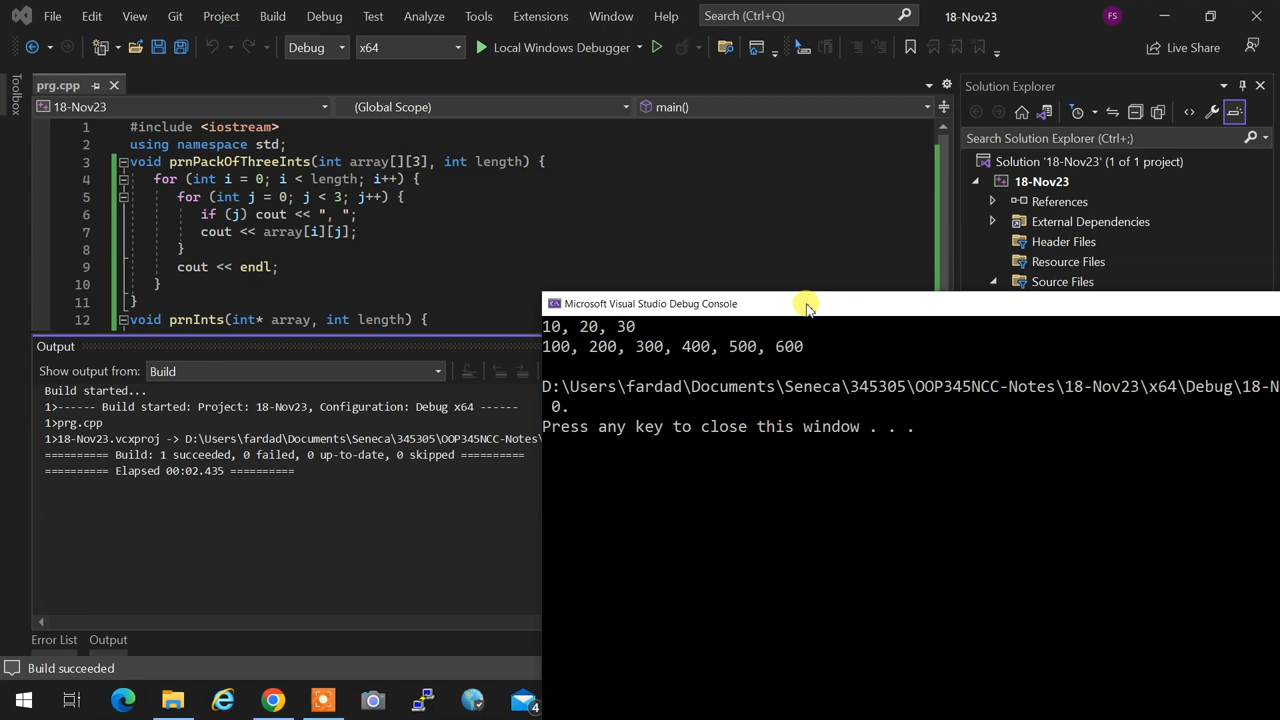 File Edit View Git Project Build Debug Test Analyze Tools Extensions Window Help Search (Ctrl+Q) 18-Nov23 FS
Debug x64 Local Windows Debugger Live Share
Toolbox
prg.cpp
18-Nov23 (Global Scope) main()
1 #include <iostream>
2 using namespace std;
3 void prnPackOfThreeInts(int array[][3], int length) {
4 for (int i = 0; i < length; i++) {
5 for (int j = 0; j < 3; j++) {
6 if (j) cout << ", ";
7 cout << array[i][j];
8 }
9 cout << endl;
10 }
11 }
12 void prnInts(int* array, int length) {
Solution Explorer
Search Solution Explorer (Ctrl+;)
Solution '18-Nov23' (1 of 1 project)
18-Nov23
References
External Dependencies
Header Files
Resource Files
Source Files
Output
Show output from: Build
Build started...
1>------ Build started: Project: 18-Nov23, Configuration: Debug x64 ------
1>prg.cpp
1>18-Nov23.vcxproj -> D:\Users\fardad\Documents\Seneca\345305\OOP345NCC-Notes\
========== Build: 1 succeeded, 0 failed, 0 up-to-date, 0 skipped ==========
========== Elapsed 00:02.435 ==========
Error List Output
Build succeeded
Microsoft Visual Studio Debug Console
10, 20, 30
100, 200, 300, 400, 500, 600
D:\Users\fardad\Documents\Seneca\345305\OOP345NCC-Notes\18-Nov23\x64\Debug\18-N
0.
Press any key to close this window . . .
4